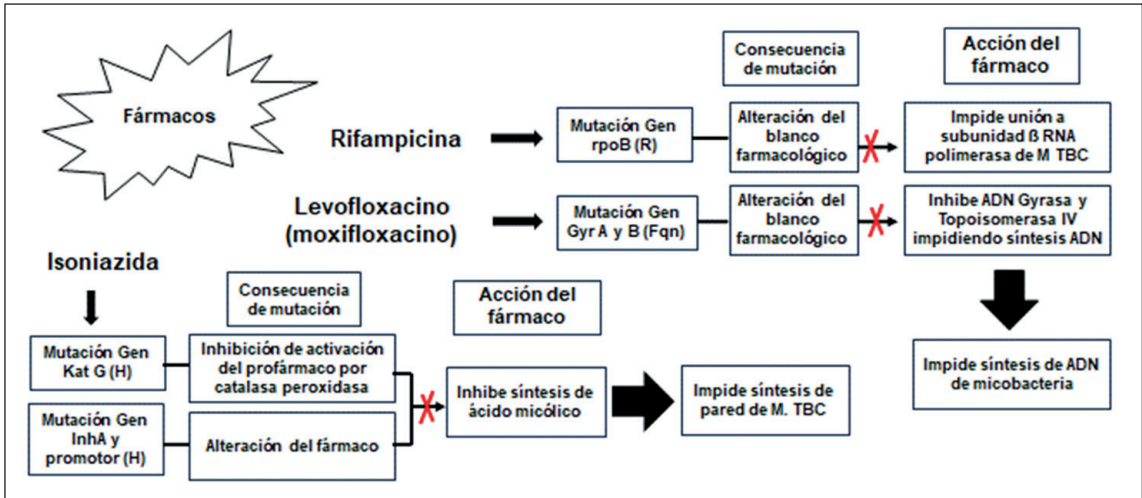 Fármacos
Consecuencia
de mutación
Acción del
fármaco
Rifampicina
Mutación Gen
rpoB (R)
Alteración del
blanco
farmacológico
Impide unión a
subunidad ß RNA
polimerasa de M TBC
Levofloxacino
(moxifloxacino)
Mutación Gen
Gyr A y B (Fqn)
Alteración del
blanco
farmacológico
Inhibe ADN Gyrasa y
Topoisomerasa IV
impidiendo síntesis ADN
Impide síntesis de ADN
de micobacteria
Isoniazida
Consecuencia
de mutación
Acción del
fármaco
Mutación Gen
Kat G (H)
Inhibición de activación
del profármaco por
catalasa peroxidasa
Mutación Gen
InhA y
promotor (H)
Alteración del fármaco
Inhibe síntesis de
ácido micólico
Impide síntesis de
pared de M. TBC